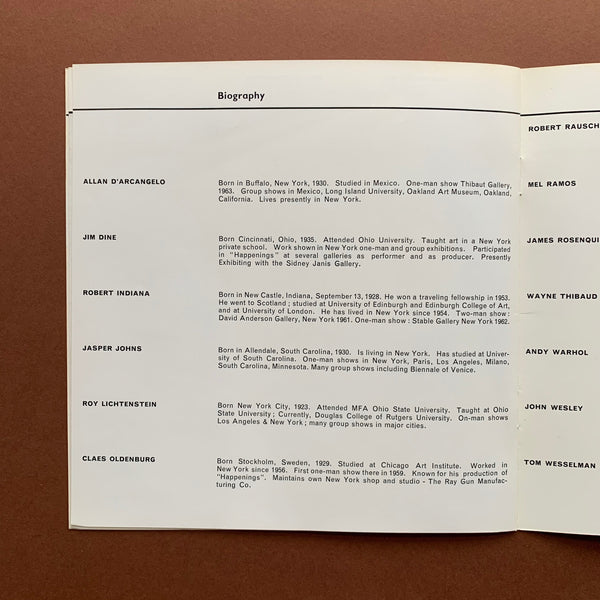 Biography
ALLAN D'ARCANGELO
Born in Buffalo, New York, 1930. Studied in Mexico. One-man show Thibaut Gallery,
1963. Group shows in Mexico, Long Island University, Oakland Art Museum, Oakland,
California. Lives presently in New York.
JIM DINE
Born Cincinnati, Ohio, 1935. Attended Ohio University. Taught art in a New York
private school. Work shown in New York one-man and group exhibitions. Participated
in "Happenings" at several galleries as performer and as producer. Presently
Exhibiting with the Sidney Janis Gallery.
ROBERT INDIANA
Born in New Castle, Indiana, September 13, 1928. He won a traveling fellowship in 1953.
He went to Scotland; studied at University of Edinburgh and Edinburgh College of Art,
and at University of London. He has lived in New York since 1954. Two-man show:
David Anderson Gallery, New York 1961. One-man show: Stable Gallery New York 1962.
JASPER JOHNS
Born in Allendale, South Carolina, 1930. Is living in New York. Has studied at Univer-
sity of South Carolina. One-man shows in New York, Paris, Los Angeles, Milano,
South Carolina, Minnesota. Many group shows including Biennale of Venice.
ROY LICHTENSTEIN
Born New York City, 1923. Attended MFA Ohio State University. Taught at Ohio
State University; Currently, Douglas College of Rutgers University. On-man shows
Los Angeles & New York; many group shows in major cities.
CLAES OLDENBURG
Born Stockholm, Sweden, 1929. Studied at Chicago Art Institute. Worked in
New York since 1956. First one-man show there in 1959. Known for his production of
"Happenings". Maintains own New York shop and studio - The Ray Gun Manufac-
turing Co.
ROBERT RAUSCH
MEL RAMOS
JAMES ROSENQUI
WAYNE THIBAUD
ANDY WARHOL
JOHN WESLEY
TOM WESSELMAN